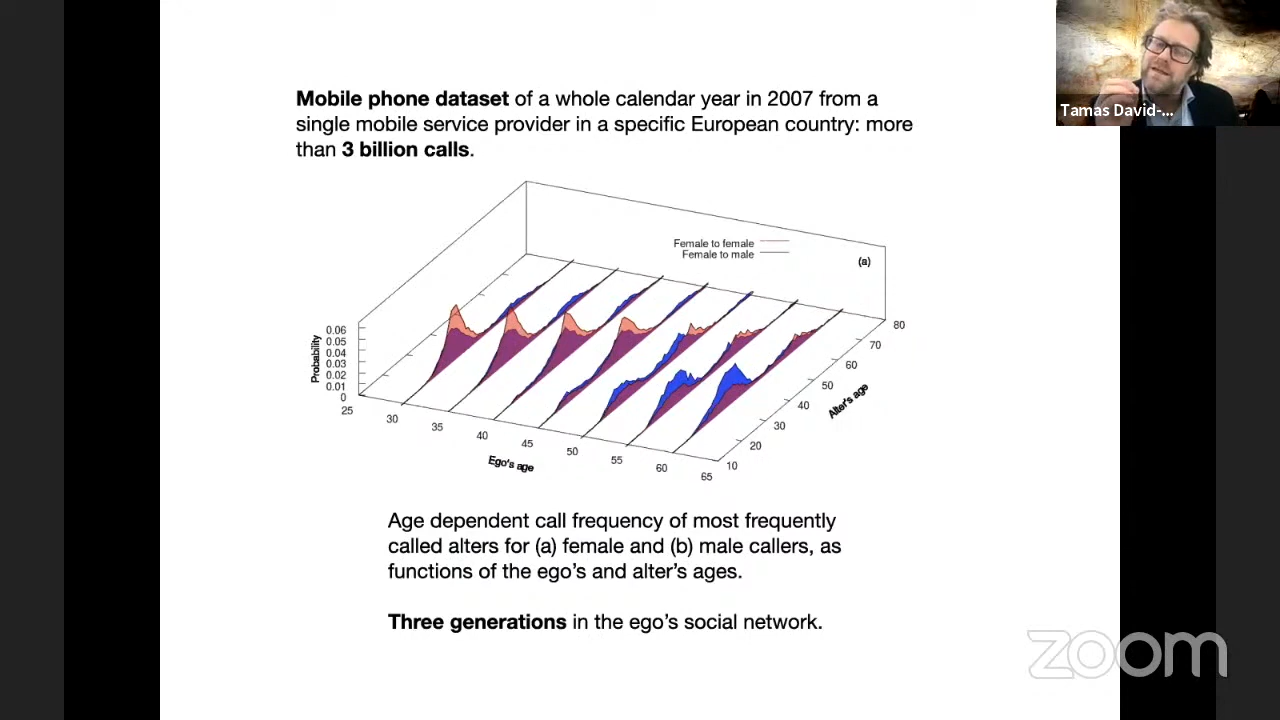 Mobile phone dataset of a whole calendar year in 2007 from a
single mobile service provider in a specific European country: more
than 3 billion calls.
Tamas David-...
Female to female
Female to male
(a)
Probability
0.06
0.05
0.04
0.03
0.02
0.01
0
25
30
35
40
45
50
55
60
65
Ego's age
10
20
30
40
50
60
70
80
Alter's age
Age dependent call frequency of most frequently
called alters for (a) female and (b) male callers, as
functions of the ego's and alter's ages.
Three generations in the ego's social network.
zoom